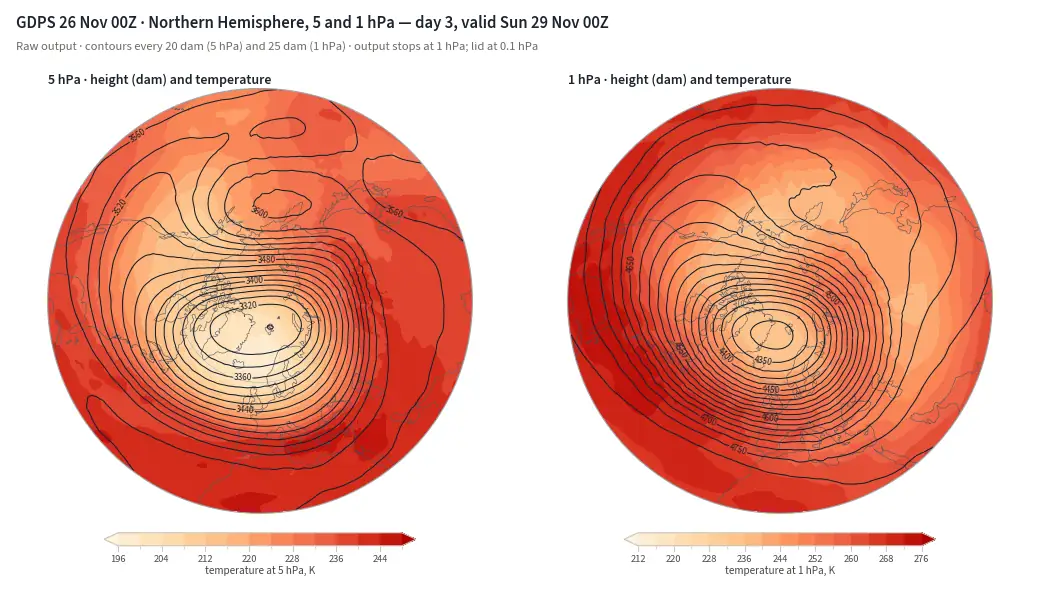 GDPS 26 Nov 00Z · Northern Hemisphere, 5 and 1 hPa — day 3, valid Sun 29 Nov 00Z
Raw output · contours every 20 dam (5 hPa) and 25 dam (1 hPa) · output stops at 1 hPa; lid at 0.1 hPa
5 hPa · height (dam) and temperature
1 hPa · height (dam) and temperature
3560
3520
3600
3560
3480
3400
3320
3360
3440
4650
4500
4550
4400
4350
4450
4600
4700
4750
196 204 212 220 228 236 244
temperature at 5 hPa, K
212 220 228 236 244 252 260 268 276
temperature at 1 hPa, K